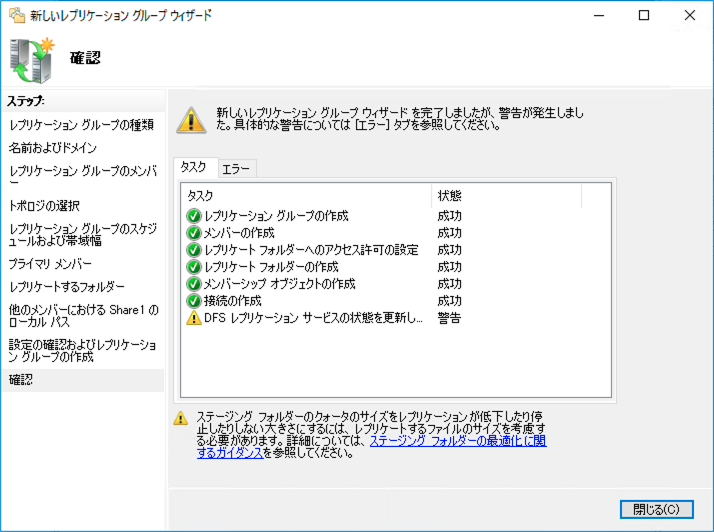 新しいレプリケーション グループ ウィザード
確認
ステップ:
レプリケーション グループの種類
名前およびドメイン
レプリケーション グループのメンバ
ー
トポロジの選択
レプリケーション グループのスケジ
ュールおよび帯域幅
プライマリ メンバー
レプリケートするフォルダー
他のメンバーにおける Share1 の
ローカル パス
設定の確認およびレプリケーショ
ン グループの作成
確認
新しいレプリケーション グループ ウィザード を完了しましたが、警告が発生しまし
た。具体的な警告については [エラー] タブを参照してください。
タスク
エラー
タスク 状態
レプリケーション グループの作成 成功
メンバーの作成 成功
レプリケート フォルダーへのアクセス許可の設定 成功
レプリケート フォルダーの作成 成功
メンバーシップ オブジェクトの作成 成功
接続の作成 成功
DFS レプリケーション サービスの状態を更新し... 警告
ステージング フォルダーのクォータのサイズをレプリケーションが低下したり停
止したりしない大きさにするには、レプリケートするファイルのサイズを考慮す
る必要があります。詳細については、ステージング フォルダーの最適化に関
するガイダンスを参照してください。
閉じる(C)